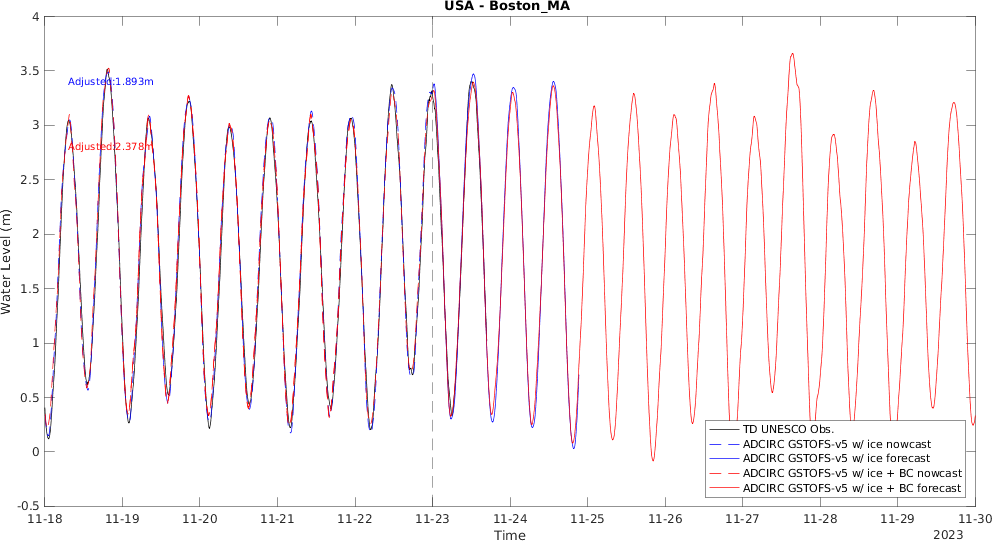 USA - Boston_MA
4
3.5
3
2.5
2
1.5
1
0.5
0
-0.5
Water Level (m)
Adjusted:1.893m
Adjusted:2.378m
TD UNESCO Obs.
ADCIRC GSTOFS-v5 w/ ice nowcast
ADCIRC GSTOFS-v5 w/ ice forecast
ADCIRC GSTOFS-v5 w/ ice + BC nowcast
ADCIRC GSTOFS-v5 w/ ice + BC forecast
11-18 11-19 11-20 11-21 11-22 11-23 11-24 11-25 11-26 11-27 11-28 11-29 11-30
Time
2023